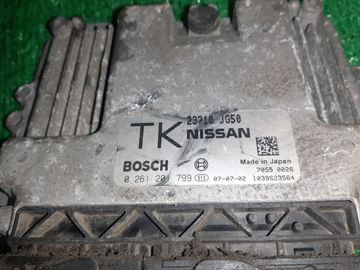 23710 JG50
TK NISSAN
BOSCH
Made in Japan
7055 0026
0 261 201 799 07-07-02 1039S23564